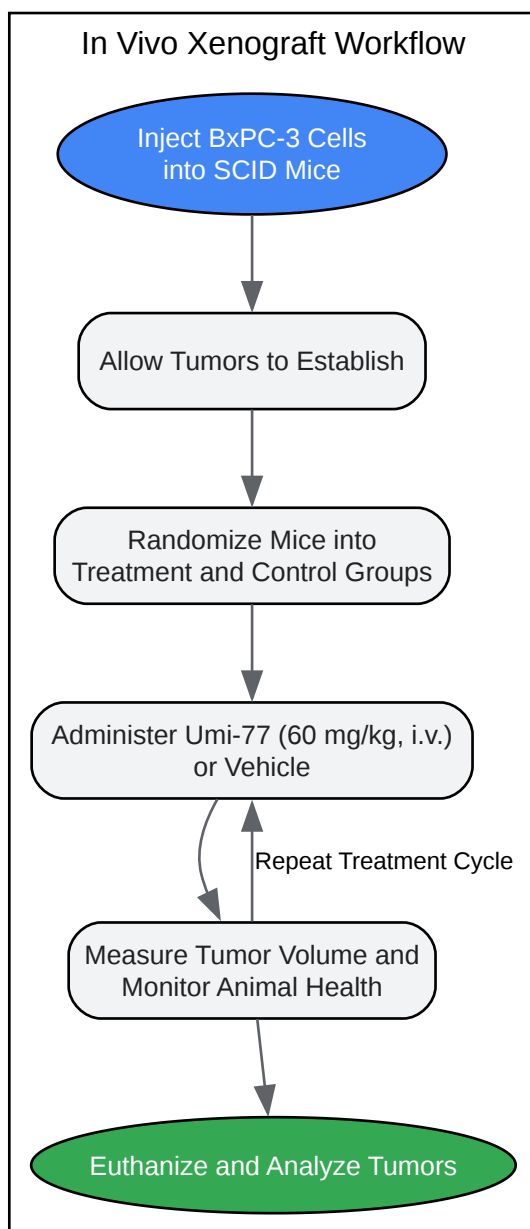 In Vivo Xenograft Workflow
Inject BxPC-3 Cells
into SCID Mice
Allow Tumors to Establish
Randomize Mice into
Treatment and Control Groups
Administer Umi-77 (60 mg/kg, i.v.)
or Vehicle
Repeat Treatment Cycle
Measure Tumor Volume and
Monitor Animal Health
Euthanize and Analyze Tumors